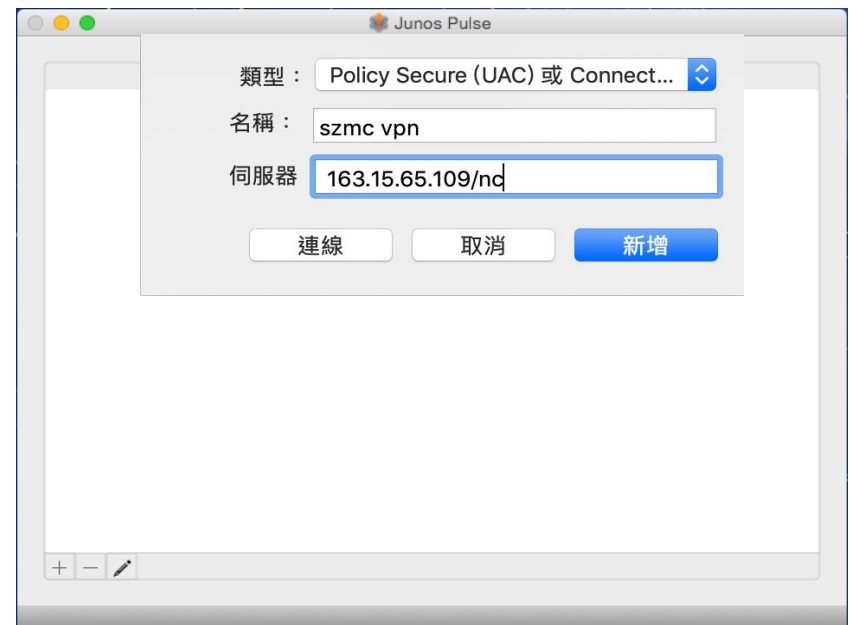 Junos Pulse
類型： Policy Secure (UAC) 或 Connect...
名稱： szmc vpn
伺服器 163.15.65.109/nc
連線 取消 新增